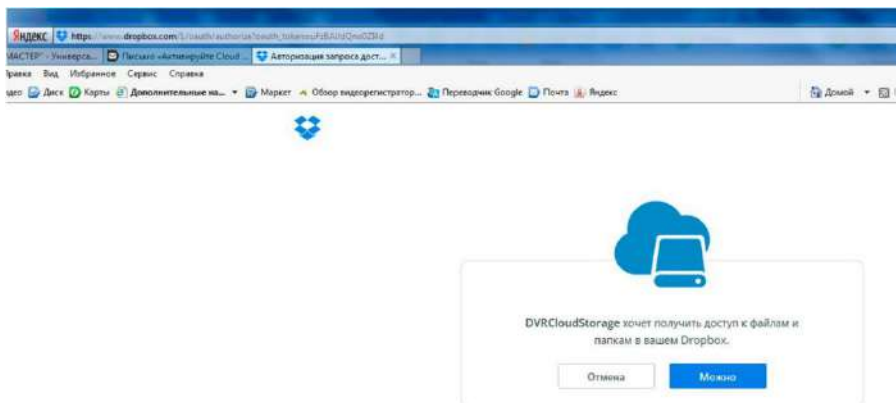 Яндекс https://www.dropbox.com/1/oauth/authorize?oauth_token=
МАСТЕР" - Универса... Письмо «Активируйте Cloud ... Авторизация запроса дост... ×
Правка Вид Избранное Сервис Справка
Диск Карты Дополнительные на... Маркет Обзор видеорегистратор... Переводчик Google Почта Яндекс Домой
DVRCloudStorage хочет получить доступ к файлам и
папкам в вашем Dropbox.
Отмена Можно